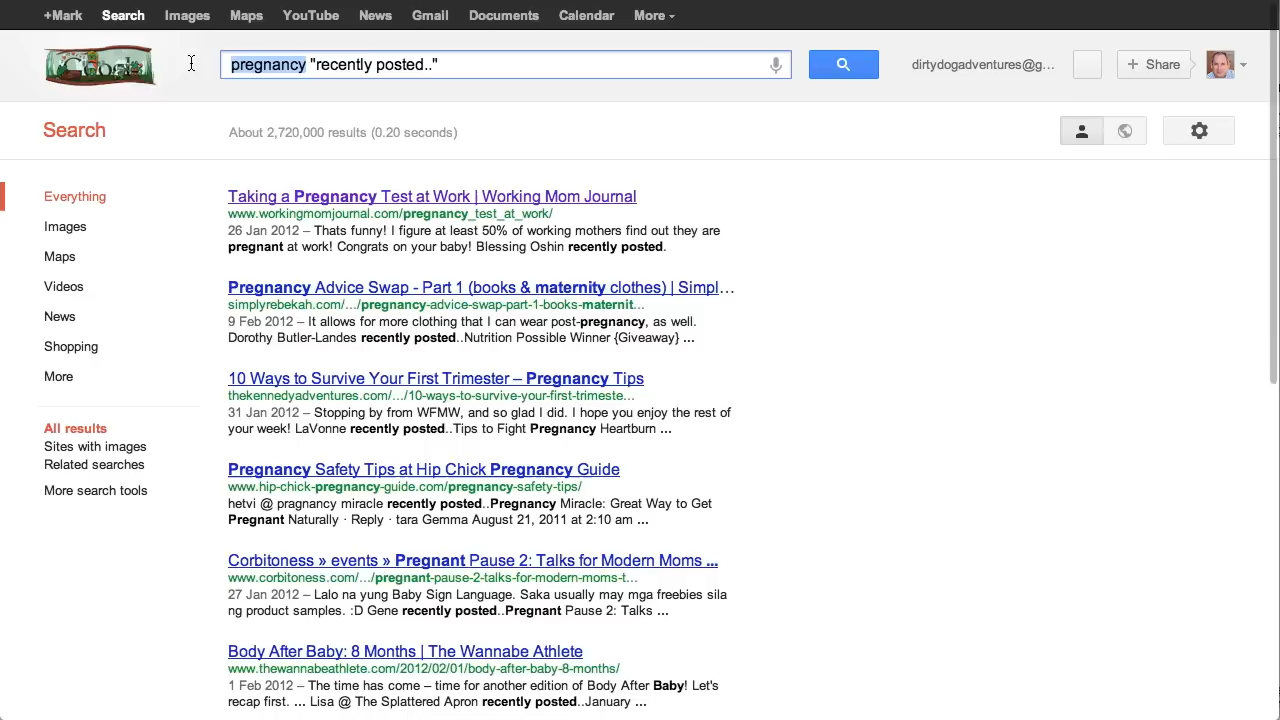 +Mark Search Images Maps YouTube News Gmail Documents Calendar More
pregnancy "recently posted.."
dirtydogadventures@g...
+ Share
Search
About 2,720,000 results (0.20 seconds)
Everything
Images
Maps
Videos
News
Shopping
More
All results
Sites with images
Related searches
More search tools
Taking a Pregnancy Test at Work | Working Mom Journal
www.workingmomjournal.com/pregnancy_test_at_work/
26 Jan 2012 – Thats funny! I figure at least 50% of working mothers find out they are
pregnant at work! Congrats on your baby! Blessing Oshin recently posted.
Pregnancy Advice Swap - Part 1 (books & maternity clothes) | Simpl...
simplyrebekah.com/.../pregnancy-advice-swap-part-1-books-maternit...
9 Feb 2012 – It allows for more clothing that I can wear post-pregnancy, as well.
Dorothy Butler-Landes recently posted..Nutrition Possible Winner {Giveaway} ...
10 Ways to Survive Your First Trimester – Pregnancy Tips
thekennedyadventures.com/.../10-ways-to-survive-your-first-trimeste...
31 Jan 2012 – Stopping by from WFMW, and so glad I did. I hope you enjoy the rest of
your week! LaVonne recently posted..Tips to Fight Pregnancy Heartburn ...
Pregnancy Safety Tips at Hip Chick Pregnancy Guide
www.hip-chick-pregnancy-guide.com/pregnancy-safety-tips/
hetvi @ pragnancy miracle recently posted..Pregnancy Miracle: Great Way to Get
Pregnant Naturally · Reply · tara Gemma August 21, 2011 at 2:10 am ...
Corbitoness » events » Pregnant Pause 2: Talks for Modern Moms ...
www.corbitoness.com/.../pregnant-pause-2-talks-for-modern-moms-t...
27 Jan 2012 – Lalo na yung Baby Sign Language. Saka usually may mga freebies sila
ng product samples. :D Gene recently posted..Pregnant Pause 2: Talks ...
Body After Baby: 8 Months | The Wannabe Athlete
www.thewannabeathlete.com/2012/02/01/body-after-baby-8-months/
1 Feb 2012 – The time has come – time for another edition of Body After Baby! Let's
recap first. ... Lisa @ The Splattered Apron recently posted..January ...